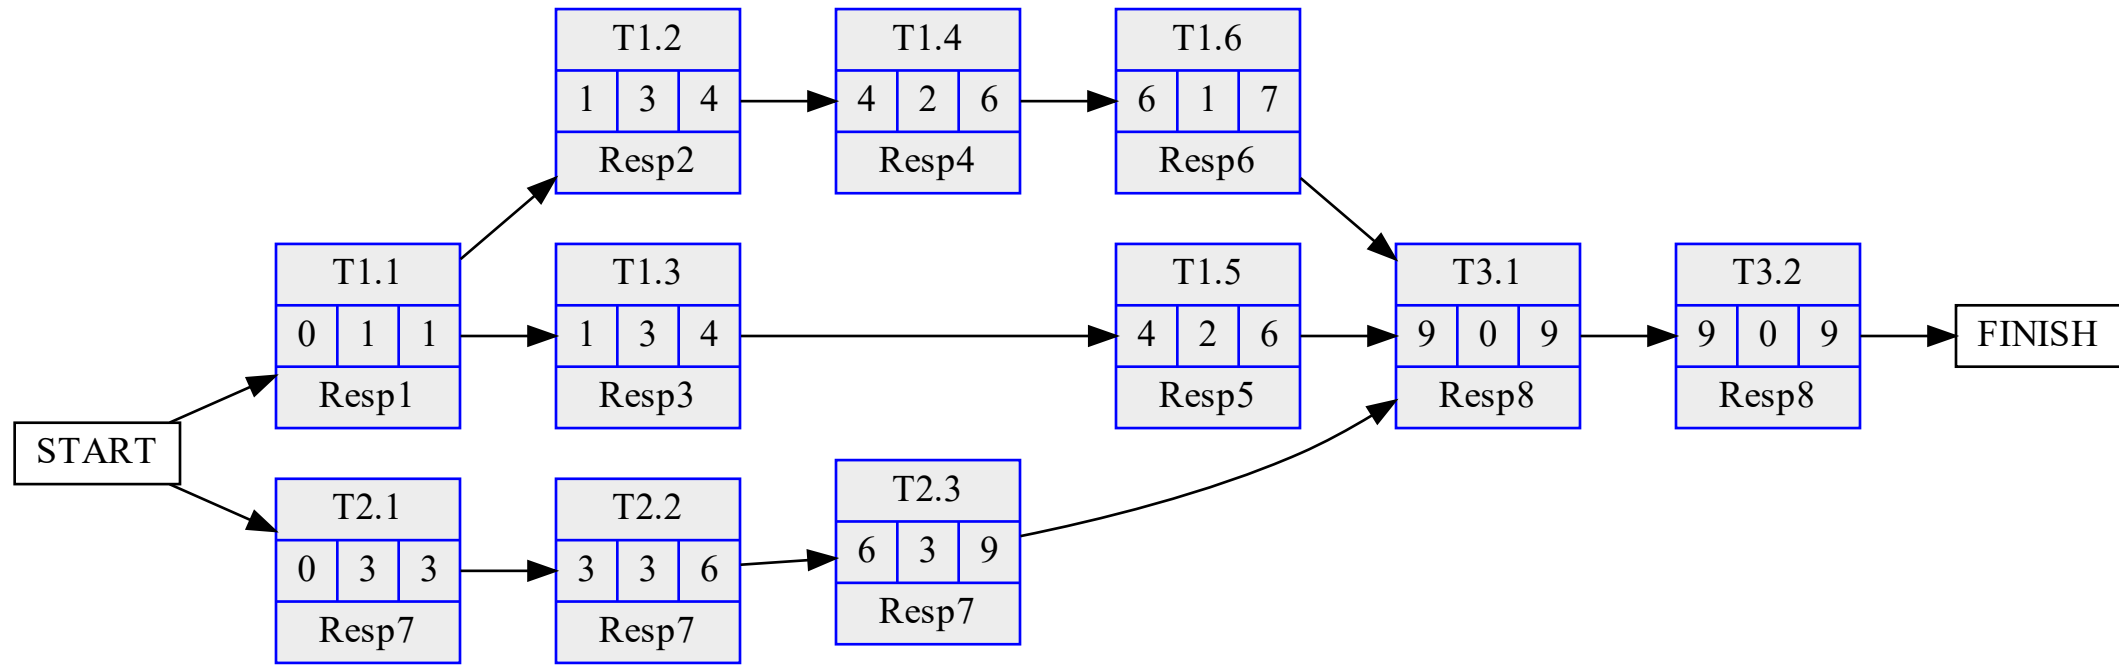 T1.2
1 3 4
Resp2
T1.4
4 2 6
Resp4
T1.6
6 1 7
Resp6
T1.1
0 1 1
Resp1
T1.3
1 3 4
Resp3
T1.5
4 2 6
Resp5
T3.1
9 0 9
Resp8
T3.2
9 0 9
Resp8
FINISH
START
T2.1
0 3 3
Resp7
T2.2
3 3 6
Resp7
T2.3
6 3 9
Resp7